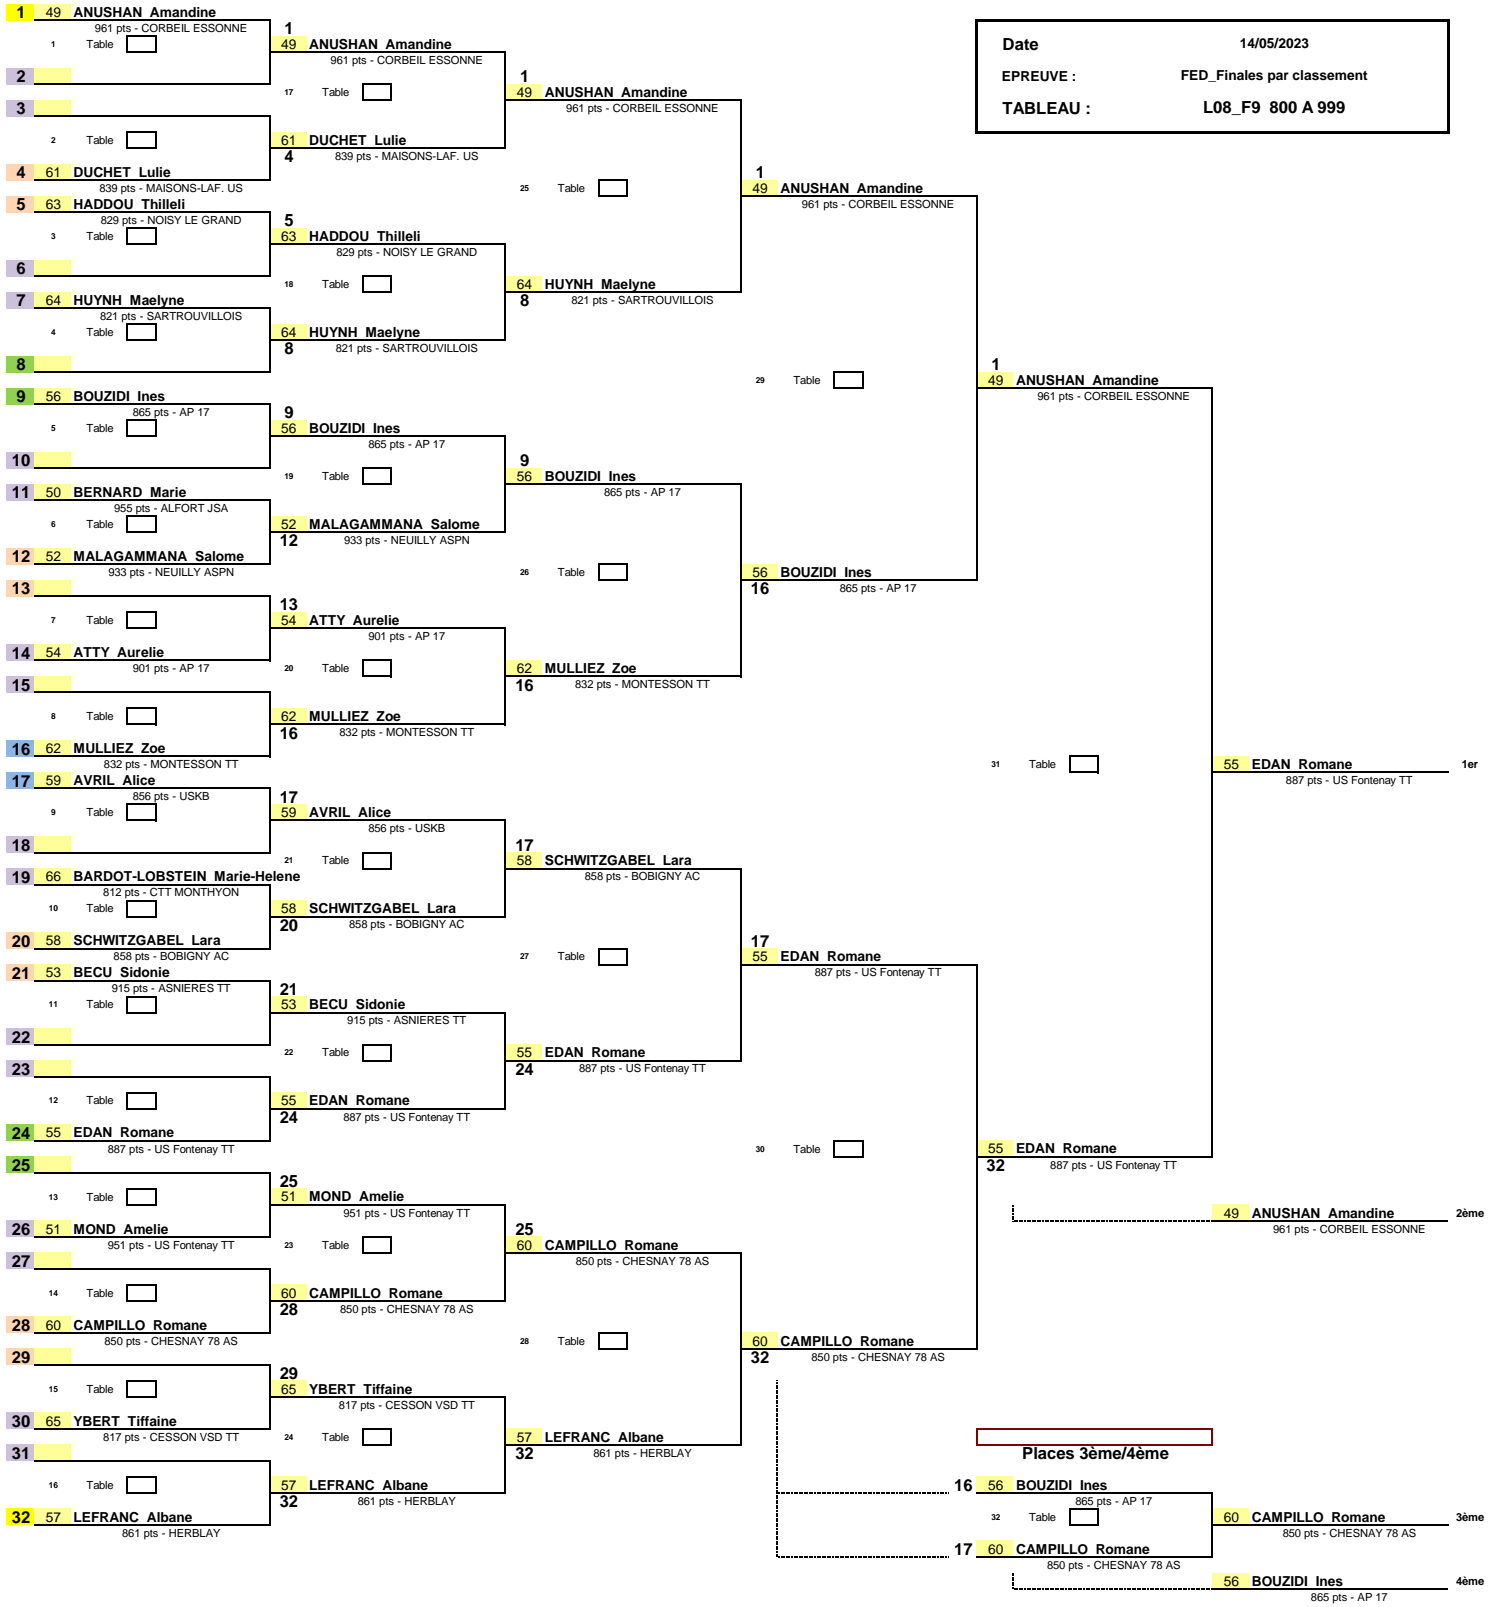 Date 14/05/2023
EPREUVE : FED_Finales par classement
TABLEAU : L08_F9 800 A 999
1 49 ANUSHAN Amandine
961 pts - CORBEIL ESSONNE
1 Table
2
3
2 Table
4 61 DUCHET Lulie
839 pts - MAISONS-LAF. US
5 63 HADDOU Thilleli
829 pts - NOISY LE GRAND
3 Table
6
7 64 HUYNH Maelyne
821 pts - SARTROUVILLOIS
4 Table
8
9 56 BOUZIDI Ines
865 pts - AP 17
5 Table
10
11 50 BERNARD Marie
955 pts - ALFORT JSA
6 Table
12 52 MALAGAMMANA Salome
933 pts - NEUILLY ASPN
13
7 Table
14 54 ATTY Aurelie
901 pts - AP 17
15
8 Table
16 62 MULLIEZ Zoe
832 pts - MONTESSON TT
17 59 AVRIL Alice
856 pts - USKB
9 Table
18
19 66 BARDOT-LOBSTEIN Marie-Helene
812 pts - CTT MONTHYON
10 Table
20 58 SCHWITZGABEL Lara
858 pts - BOBIGNY AC
21 53 BECU Sidonie
915 pts - ASNIERES TT
11 Table
22
23
12 Table
24 55 EDAN Romane
887 pts - US Fontenay TT
25
13 Table
26 51 MOND Amelie
951 pts - US Fontenay TT
27
14 Table
28 60 CAMPILLO Romane
850 pts - CHESNAY 78 AS
29
15 Table
30 65 YBERT Tiffaine
817 pts - CESSON VSD TT
31
16 Table
32 57 LEFRANC Albane
861 pts - HERBLAY
1
49 ANUSHAN Amandine
961 pts - CORBEIL ESSONNE
17 Table
61 DUCHET Lulie
4 839 pts - MAISONS-LAF. US
5
63 HADDOU Thilleli
829 pts - NOISY LE GRAND
18 Table
64 HUYNH Maelyne
8 821 pts - SARTROUVILLOIS
9
56 BOUZIDI Ines
865 pts - AP 17
19 Table
52 MALAGAMMANA Salome
12 933 pts - NEUILLY ASPN
13
54 ATTY Aurelie
901 pts - AP 17
20 Table
62 MULLIEZ Zoe
16 832 pts - MONTESSON TT
17
59 AVRIL Alice
856 pts - USKB
21 Table
58 SCHWITZGABEL Lara
20 858 pts - BOBIGNY AC
21
53 BECU Sidonie
915 pts - ASNIERES TT
22 Table
55 EDAN Romane
24 887 pts - US Fontenay TT
25
51 MOND Amelie
951 pts - US Fontenay TT
23 Table
60 CAMPILLO Romane
28 850 pts - CHESNAY 78 AS
29
65 YBERT Tiffaine
817 pts - CESSON VSD TT
24 Table
57 LEFRANC Albane
32 861 pts - HERBLAY
1
49 ANUSHAN Amandine
961 pts - CORBEIL ESSONNE
25 Table
64 HUYNH Maelyne
8 821 pts - SARTROUVILLOIS
9
56 BOUZIDI Ines
865 pts - AP 17
26 Table
62 MULLIEZ Zoe
16 832 pts - MONTESSON TT
17
58 SCHWITZGABEL Lara
858 pts - BOBIGNY AC
27 Table
55 EDAN Romane
24 887 pts - US Fontenay TT
25
60 CAMPILLO Romane
850 pts - CHESNAY 78 AS
28 Table
57 LEFRANC Albane
32 861 pts - HERBLAY
1
49 ANUSHAN Amandine
961 pts - CORBEIL ESSONNE
29 Table
56 BOUZIDI Ines
16 865 pts - AP 17
17
55 EDAN Romane
887 pts - US Fontenay TT
30 Table
60 CAMPILLO Romane
32 850 pts - CHESNAY 78 AS
1
49 ANUSHAN Amandine
961 pts - CORBEIL ESSONNE
31 Table
55 EDAN Romane
32 887 pts - US Fontenay TT
55 EDAN Romane 1er
887 pts - US Fontenay TT
49 ANUSHAN Amandine 2ème
961 pts - CORBEIL ESSONNE
Places 3ème/4ème
16 56 BOUZIDI Ines
865 pts - AP 17
32 Table
17 60 CAMPILLO Romane
850 pts - CHESNAY 78 AS
60 CAMPILLO Romane 3ème
850 pts - CHESNAY 78 AS
56 BOUZIDI Ines 4ème
865 pts - AP 17